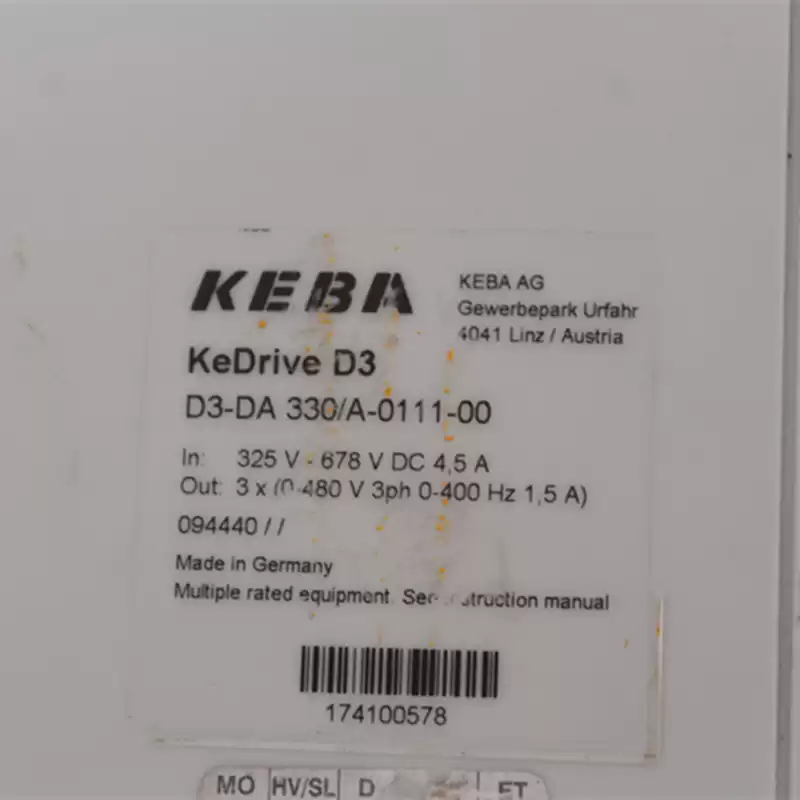 KEBA
KEBA AG
Gewerbepark Urfahr
4041 Linz / Austria
KeDrive D3
D3-DA 330/A-0111-00
In: 325 V - 678 V DC 4,5 A
Out: 3 x (0-480 V 3ph 0-400 Hz 1,5 A)
094440 / /
Made in Germany
Multiple rated equipment. manual
174100578
MO HV/SL D